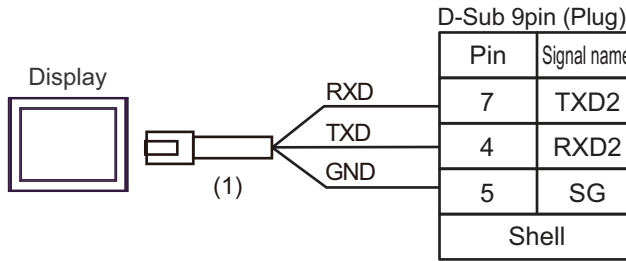 D-Sub 9pin (Plug)
Pin Signal name
Display
RXD
7 TXD2
TXD
4 RXD2
(1)
GND
5 SG
Shell